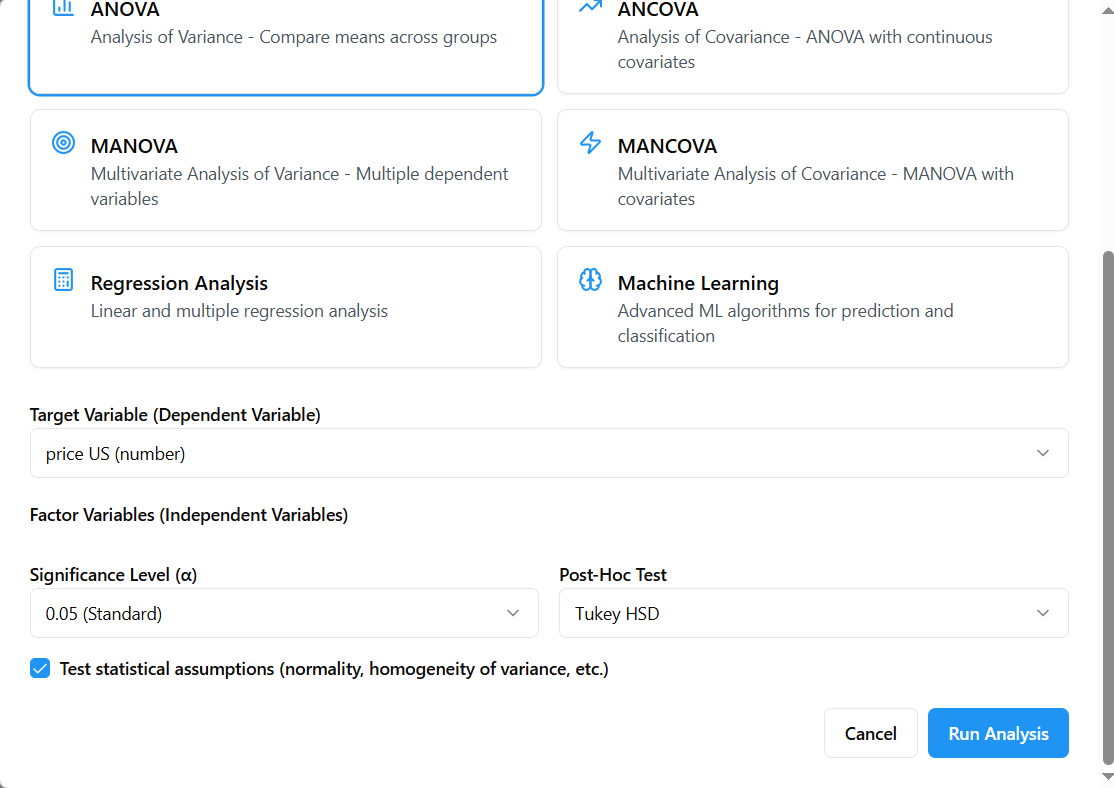 ANOVA
Analysis of Variance - Compare means across groups
ANCOVA
Analysis of Covariance - ANOVA with continuous
covariates
MANOVA
Multivariate Analysis of Variance - Multiple dependent
variables
MANCOVA
Multivariate Analysis of Covariance - MANOVA with
covariates
Regression Analysis
Linear and multiple regression analysis
Machine Learning
Advanced ML algorithms for prediction and
classification
Target Variable (Dependent Variable)
price US (number)
Factor Variables (Independent Variables)
Significance Level (α)
0.05 (Standard)
Post-Hoc Test
Tukey HSD
Test statistical assumptions (normality, homogeneity of variance, etc.)
Cancel
Run Analysis